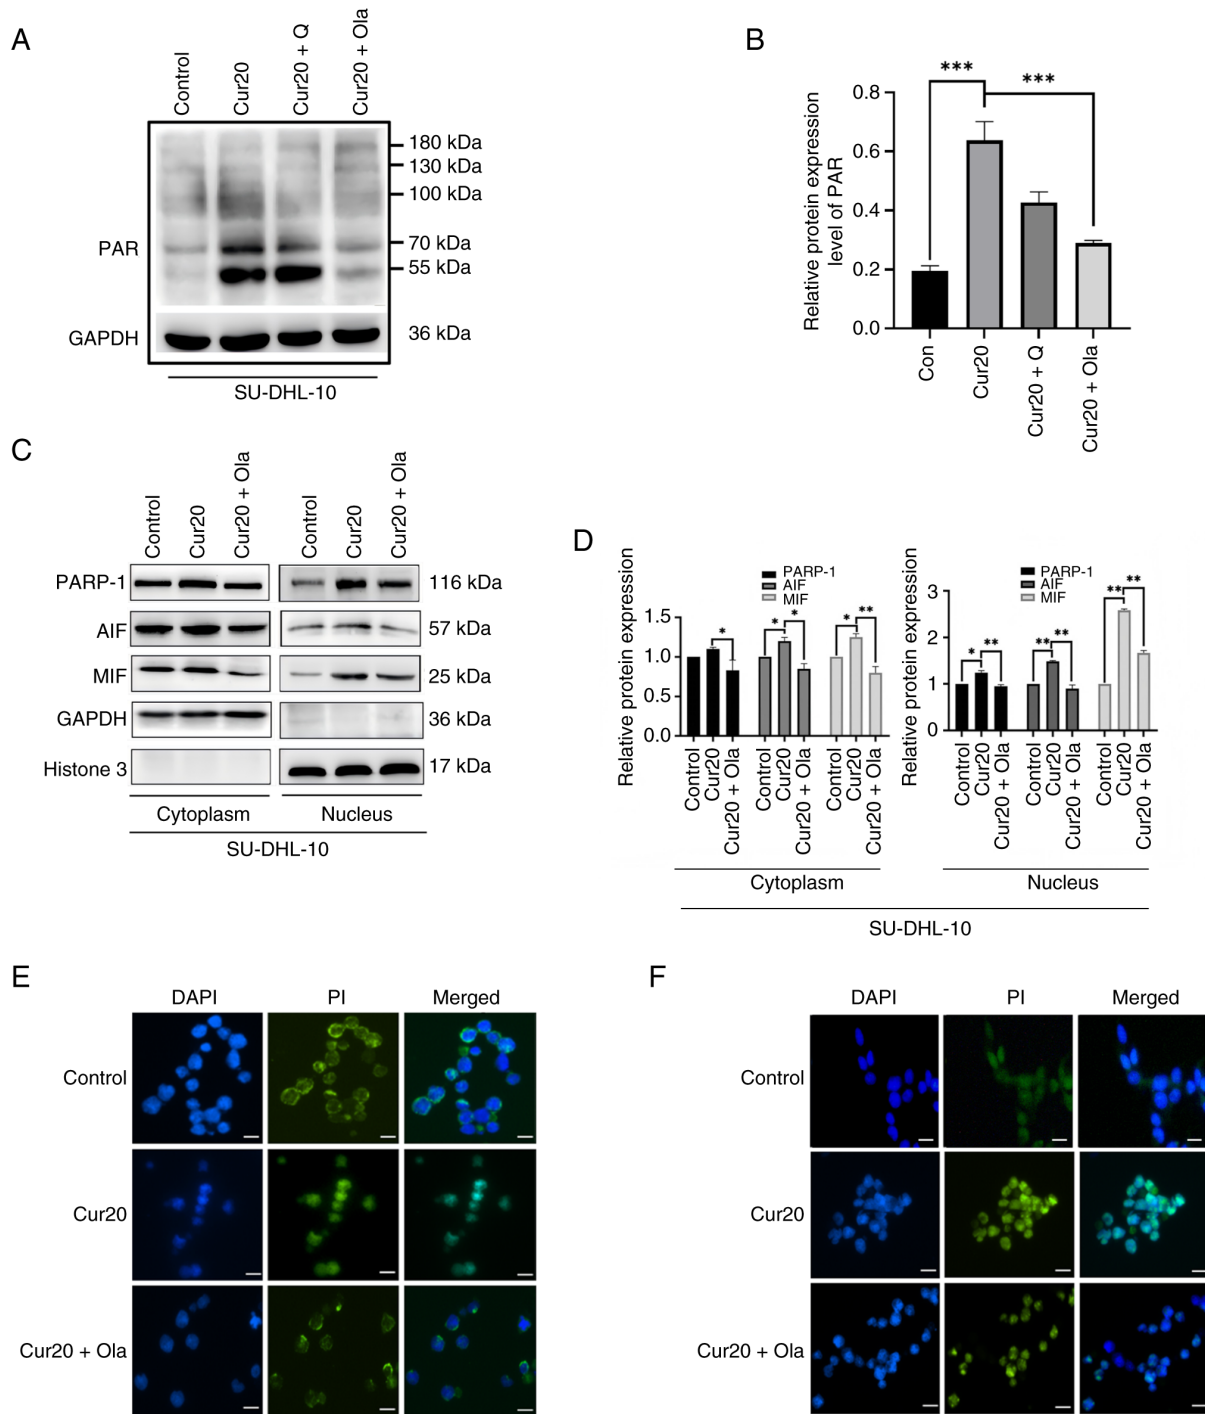 A
Control
Cur20
Cur20 + Q
Cur20 + Ola
180 kDa
130 kDa
100 kDa
PAR
70 kDa
55 kDa
GAPDH
36 kDa
SU-DHL-10
B
Relative protein expression
level of PAR
***
***
0.8
0.6
0.4
0.2
0.0
Con
Cur20
Cur20 + Q
Cur20 + Ola
C
Control
Cur20
Cur20 + Ola
Control
Cur20
Cur20 + Ola
PARP-1
116 kDa
AIF
57 kDa
MIF
25 kDa
GAPDH
36 kDa
Histone 3
17 kDa
Cytoplasm
Nucleus
SU-DHL-10
D
Relative protein expression
PARP-1
AIF
MIF
1.5
1.0
0.5
0.0
*
*
*
*
**
Control
Cur20
Cur20 + Ola
Control
Cur20
Cur20 + Ola
Control
Cur20
Cur20 + Ola
Cytoplasm
Relative protein expression
PARP-1
AIF
MIF
3
2
1
0
*
**
**
**
**
**
Control
Cur20
Cur20 + Ola
Control
Cur20
Cur20 + Ola
Control
Cur20
Cur20 + Ola
Nucleus
SU-DHL-10
E
DAPI
PI
Merged
Control
Cur20
Cur20 + Ola
F
DAPI
PI
Merged
Control
Cur20
Cur20 + Ola